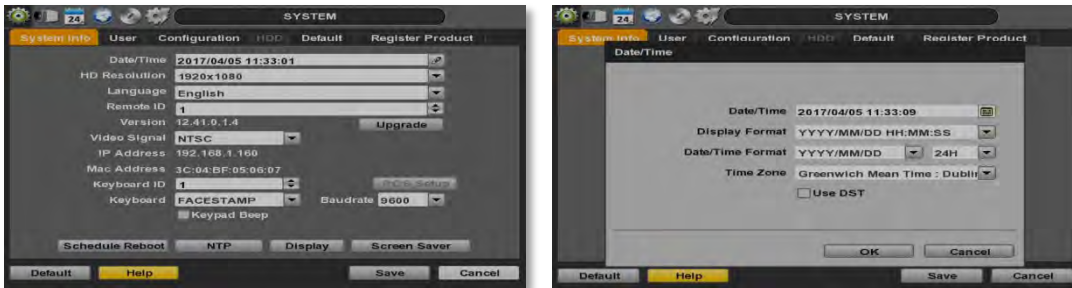 24
SYSTEM
System Info User Configuration HDD Default Register Product
Date/Time 2017/04/05 11:33:01
HD Resolution 1920x1080
Language English
Remote ID 1
Version 12.41.0.1.4 Upgrade
Video Signal NTSC
IP Address 192.168.1.160
Mac Address 3C:04:BF:05:06:07
Keyboard ID 1
Keyboard FACESTAMP Baudrate 9600
Keypad Beep
Schedule Reboot NTP Display Screen Saver
Default Help Save Cancel
24
SYSTEM
System Info User Configuration HDD Default Register Product
Date/Time
Date/Time 2017/04/05 11:33:09
Display Format YYYY/MM/DD HH:MM:SS
Date/Time Format YYYY/MM/DD 24H
Time Zone Greenwich Mean Time : Dublin
Use DST
OK Cancel
Default Help Save Cancel